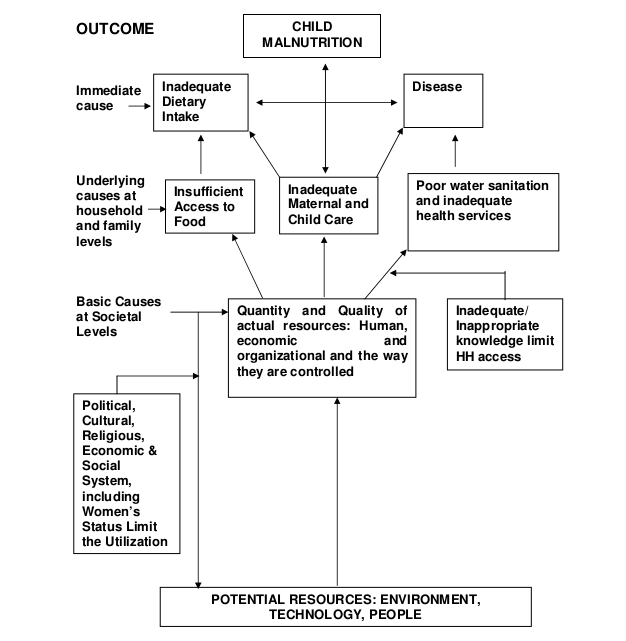 OUTCOME
CHILD
MALNUTRITION
Immediate
cause
Inadequate
Dietary
Intake
Disease
Underlying
causes at
household
and family
levels
Insufficient
Access to
Food
Inadequate
Maternal and
Child Care
Poor water sanitation
and inadequate
health services
Basic Causes
at Societal
Levels
Quantity and Quality of
actual resources: Human,
economic and
organizational and the way
they are controlled
Inadequate/
Inappropriate
knowledge limit
HH access
Political,
Cultural,
Religious,
Economic &
Social
System,
including
Women's
Status Limit
the Utilization
POTENTIAL RESOURCES: ENVIRONMENT,
TECHNOLOGY, PEOPLE